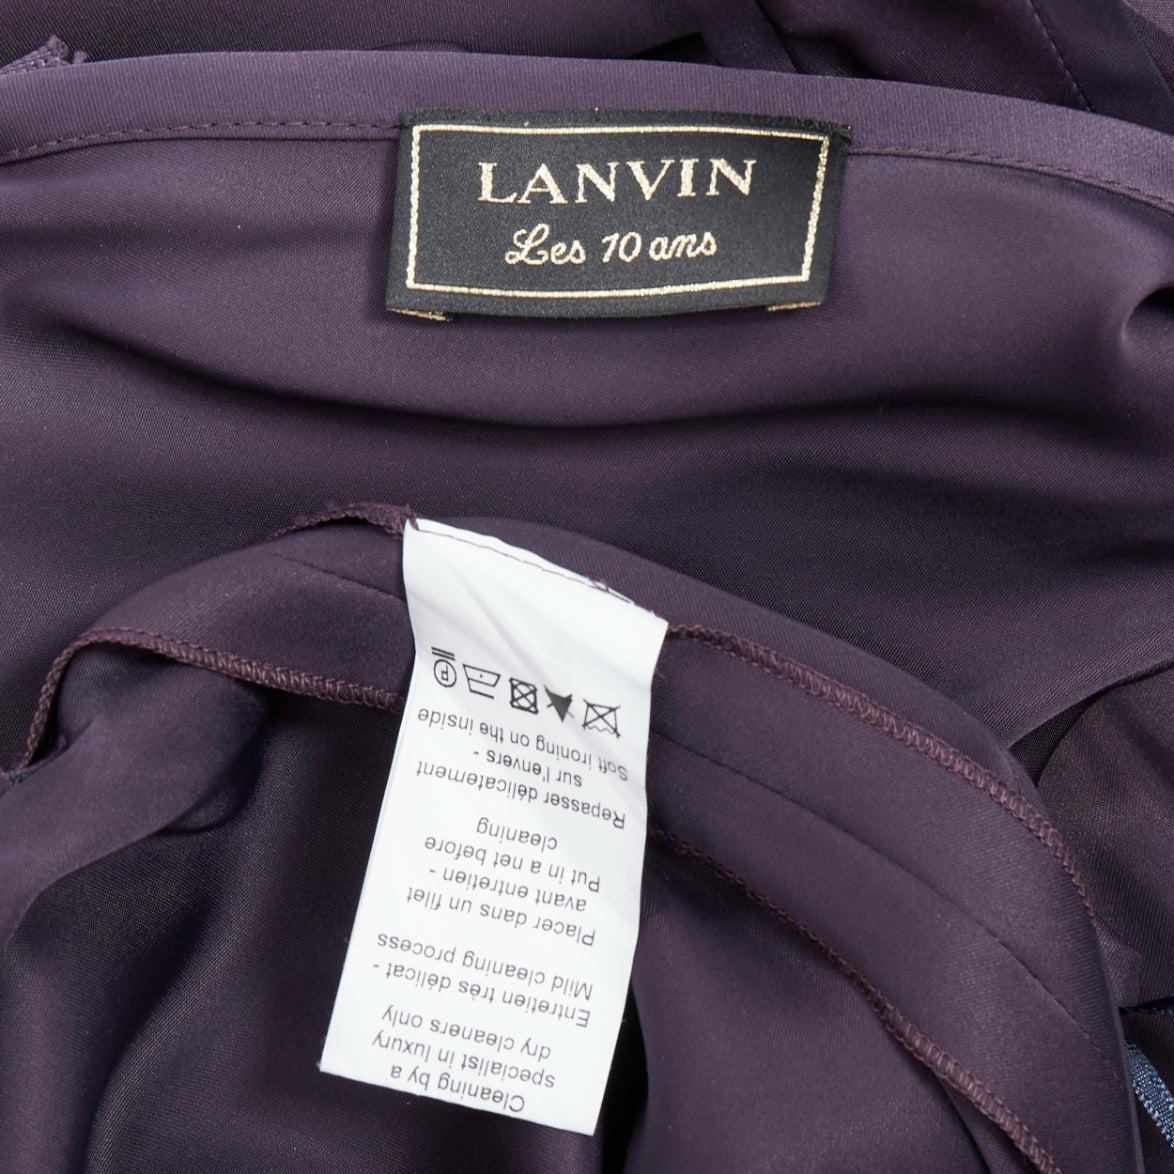 LANVIN
Les 10 ans
Cleaning by a
specialist in luxury
dry cleaners only
Entretien très délicat -
Mild cleaning process
Placer dans un filet
avant entretien -
Put in a net before
cleaning
Repasser délicatement
sur l'envers -
Soft ironing on the inside
P